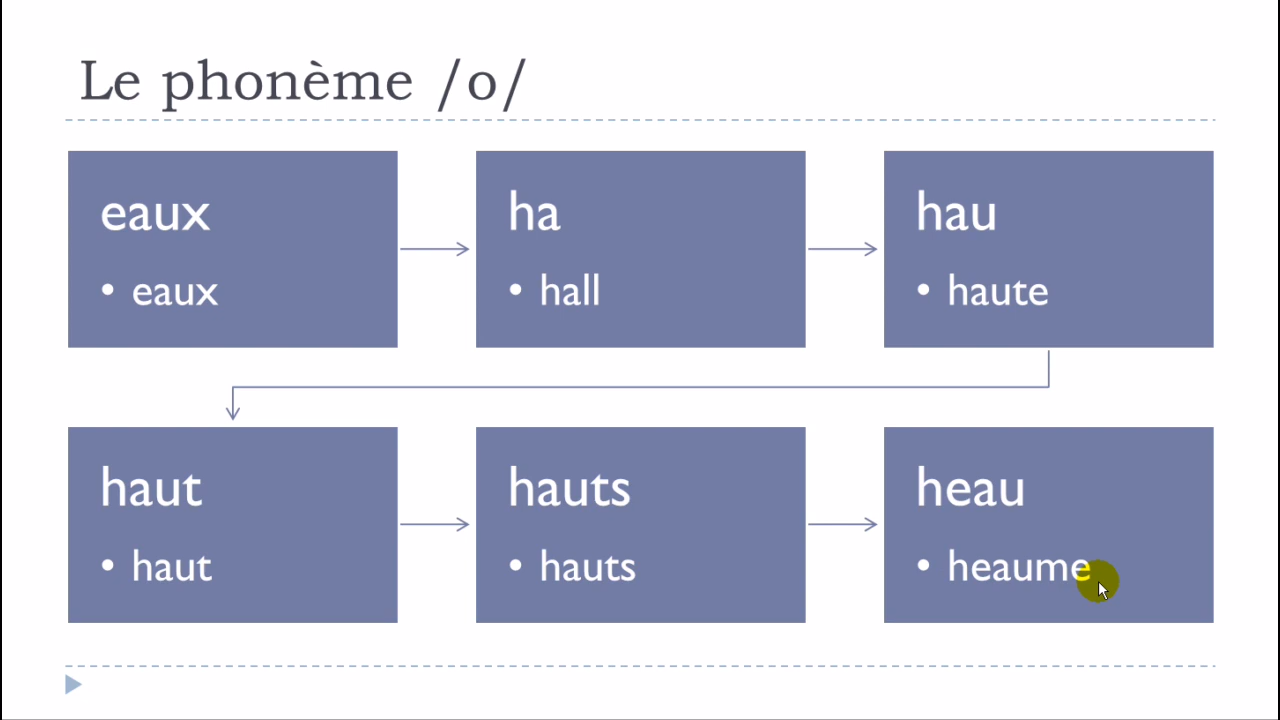 Le phonème /o/
eaux
• eaux
ha
• hall
hau
• haute
haut
• haut
hauts
• hauts
heau
• heaume